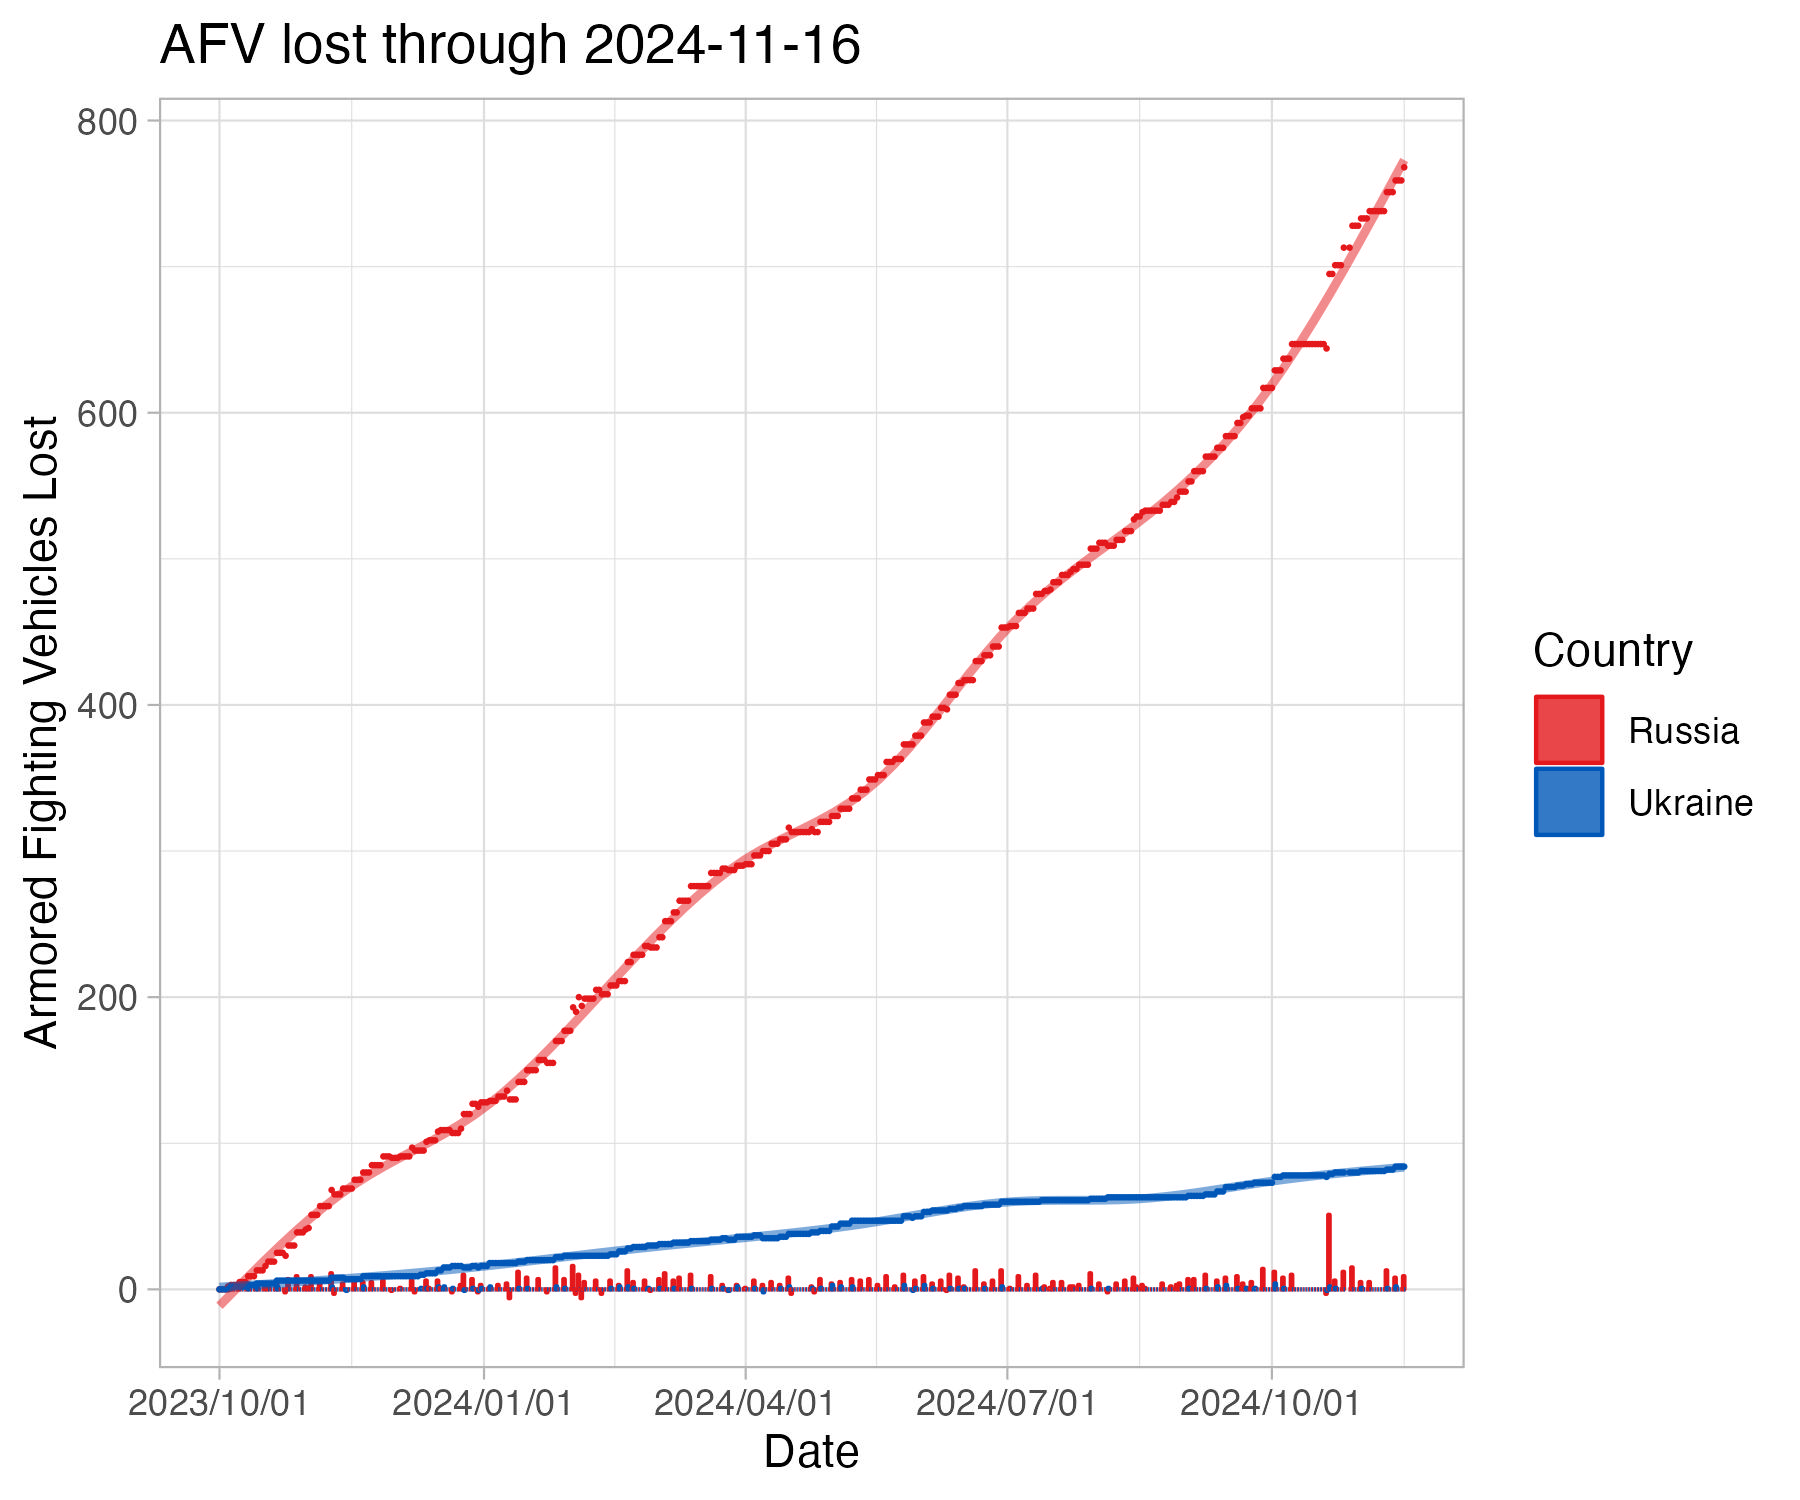 AFV lost through 2024-11-16
800
600
400
200
0
Armored Fighting Vehicles Lost
2023/10/01
2024/01/01
2024/04/01
2024/07/01
2024/10/01
Date
Country
Russia
Ukraine